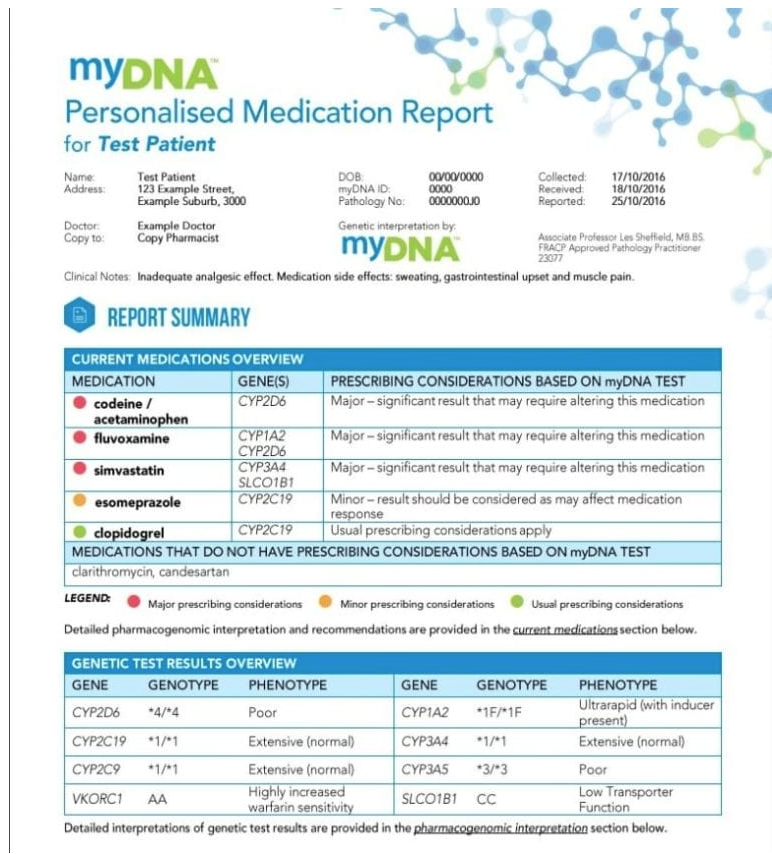 myDNA™
Personalised Medication Report
for Test Patient
Name: Test Patient DOB: 00/00/0000 Collected: 17/10/2016
Address: 123 Example Street, myDNA ID: 0000 Received: 18/10/2016
Example Suburb, 3000 Pathology No: 0000000J0 Reported: 25/10/2016
Doctor: Example Doctor Genetic interpretation by:
Copy to: Copy Pharmacist myDNA™ Associate Professor Les Sheffield, MB.BS.
FRACP Approved Pathology Practitioner
23077
Clinical Notes: Inadequate analgesic effect. Medication side effects: sweating, gastrointestinal upset and muscle pain.
REPORT SUMMARY
CURRENT MEDICATIONS OVERVIEW
MEDICATION GENE(S) PRESCRIBING CONSIDERATIONS BASED ON myDNA TEST
codeine / CYP2D6 Major – significant result that may require altering this medication
acetaminophen
fluvoxamine CYP1A2 Major – significant result that may require altering this medication
CYP2D6
simvastatin CYP3A4 Major – significant result that may require altering this medication
SLCO1B1
esomeprazole CYP2C19 Minor – result should be considered as may affect medication
response
clopidogrel CYP2C19 Usual prescribing considerations apply
MEDICATIONS THAT DO NOT HAVE PRESCRIBING CONSIDERATIONS BASED ON myDNA TEST
clarithromycin, candesartan
LEGEND: Major prescribing considerations Minor prescribing considerations Usual prescribing considerations
Detailed pharmacogenomic interpretation and recommendations are provided in the current medications section below.
GENETIC TEST RESULTS OVERVIEW
GENE GENOTYPE PHENOTYPE GENE GENOTYPE PHENOTYPE
CYP2D6 *4/*4 Poor CYP1A2 *1F/*1F Ultrarapid (with inducer
present)
CYP2C19 *1/*1 Extensive (normal) CYP3A4 *1/*1 Extensive (normal)
CYP2C9 *1/*1 Extensive (normal) CYP3A5 *3/*3 Poor
VKORC1 AA Highly increased SLCO1B1 CC Low Transporter
warfarin sensitivity Function
Detailed interpretations of genetic test results are provided in the pharmacogenomic interpretation section below.